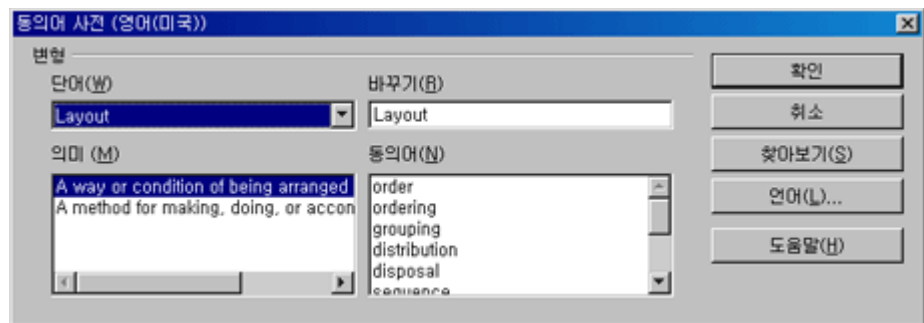 동의어 사전 (영어(미국))
변형
단어(W)
바꾸기(R)
Layout
Layout
의미 (M)
동의어(N)
A way or condition of being arranged
A method for making, doing, or accon
order
ordering
grouping
distribution
disposal
sequence
확인
취소
찾아보기(S)
언어(L)...
도움말(H)